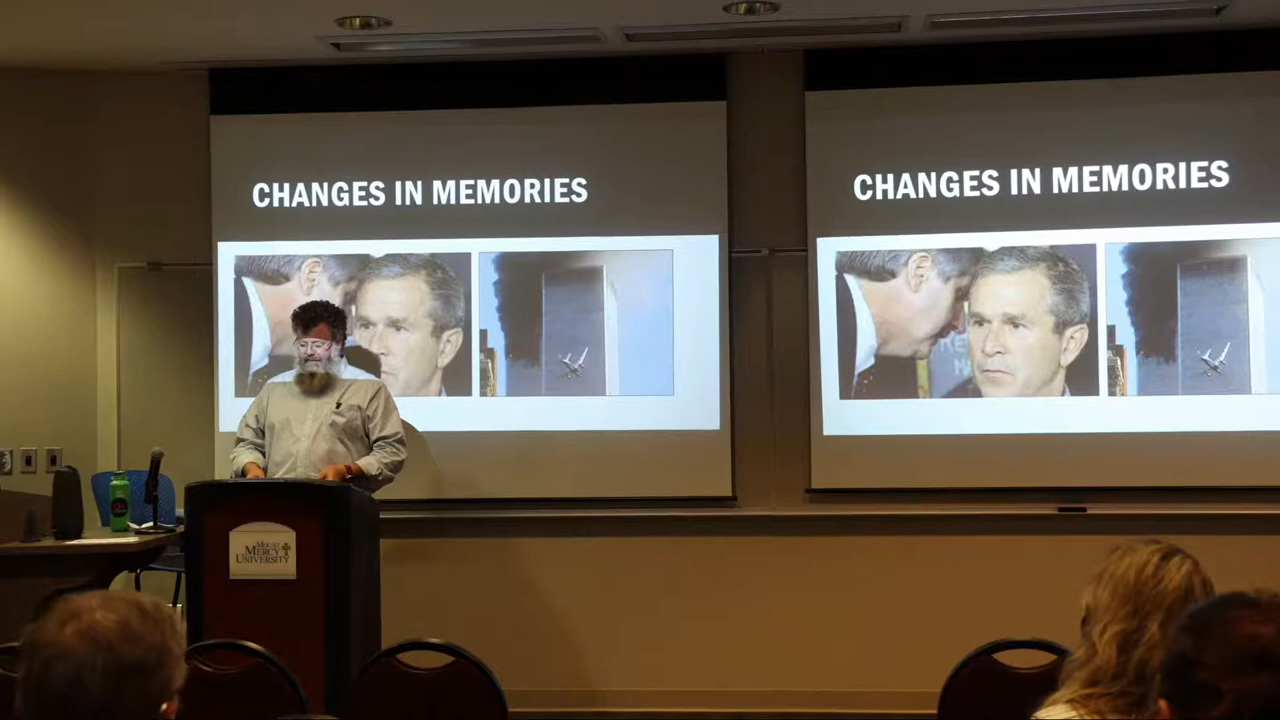 CHANGES IN MEMORIES
CHANGES IN MEMORIES
MOUNT
MERCY
UNIVERSITY